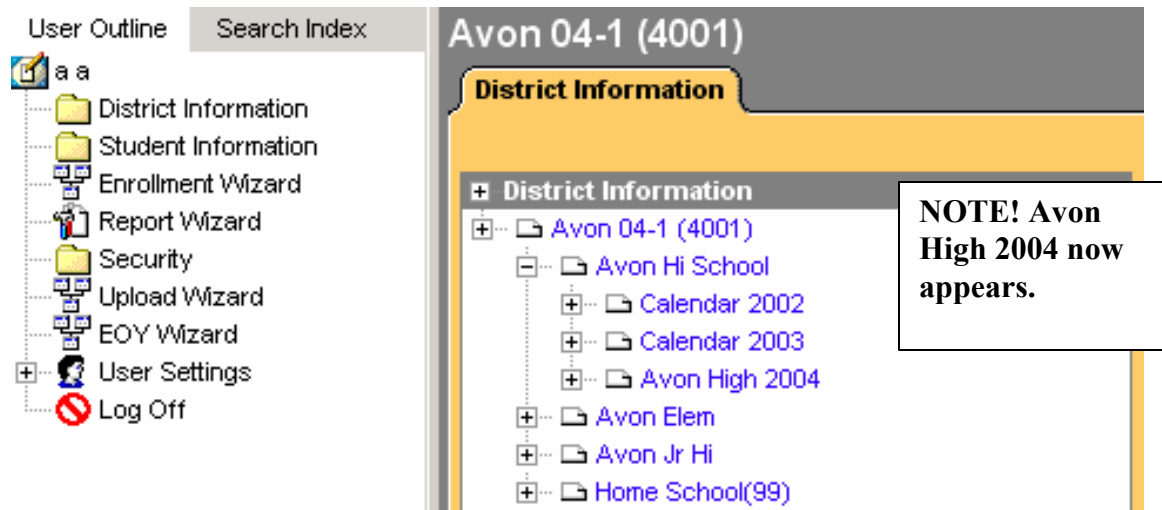 User Outline
Search Index
a a
District Information
Student Information
Enrollment Wizard
Report Wizard
Security
Upload Wizard
EOY Wizard
User Settings
Log Off
Avon 04-1 (4001)
District Information
District Information
Avon 04-1 (4001)
Avon Hi School
Calendar 2002
Calendar 2003
Avon High 2004
Avon Elem
Avon Jr Hi
Home School(99)
NOTE! Avon
High 2004 now
appears.